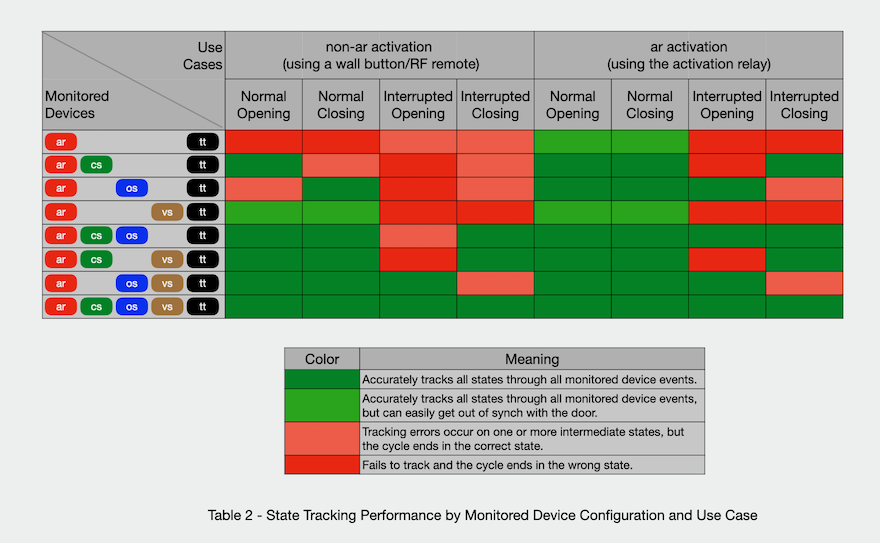 Use
Cases
non-ar activation
(using a wall button/RF remote)
ar activation
(using the activation relay)
Monitored
Devices
Normal
Opening
Normal
Closing
Interrupted
Opening
Interrupted
Closing
Normal
Opening
Normal
Closing
Interrupted
Opening
Interrupted
Closing
ar tt
ar cs tt
ar os tt
ar vs tt
ar cs os tt
ar cs vs tt
ar os vs tt
ar cs os vs tt
Color Meaning
Accurately tracks all states through all monitored device events.
Accurately tracks all states through all monitored device events,
but can easily get out of synch with the door.
Tracking errors occur on one or more intermediate states, but
the cycle ends in the correct state.
Fails to track and the cycle ends in the wrong state.
Table 2 - State Tracking Performance by Monitored Device Configuration and Use Case